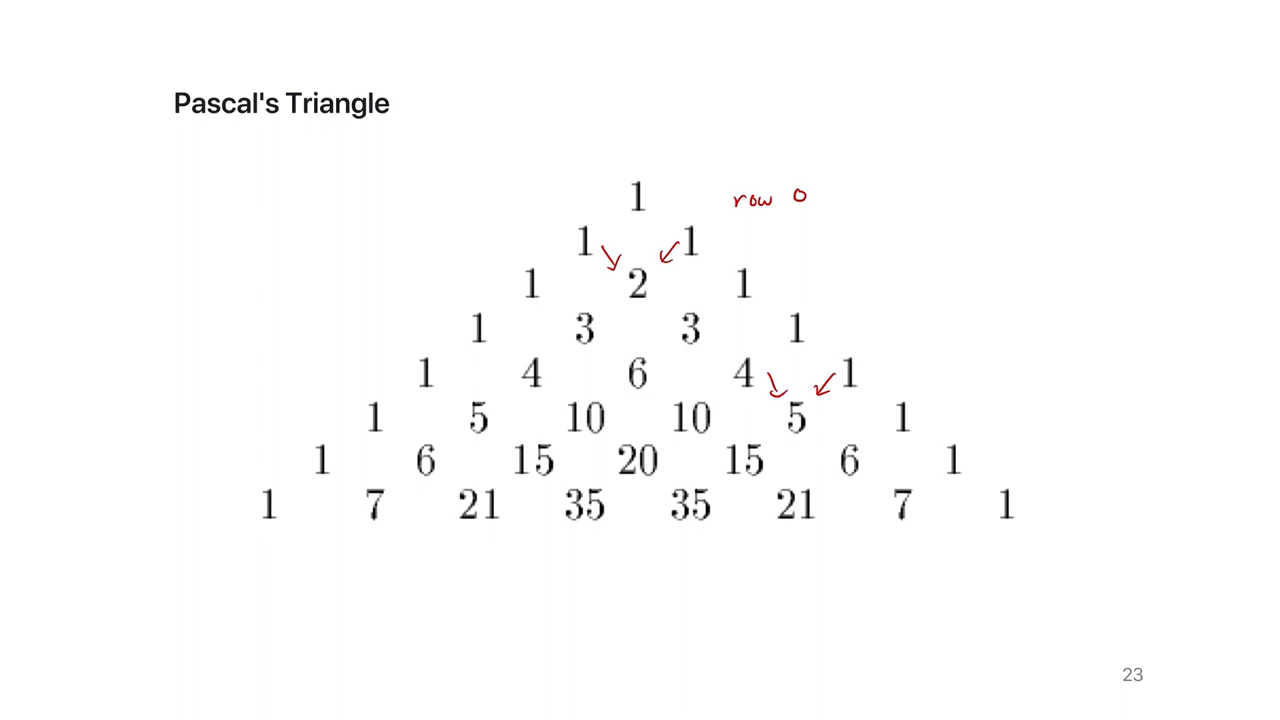 Pascal's Triangle
1 row 0
1 1
1 2 1
1 3 3 1
1 4 6 4 1
1 5 10 10 5 1
1 6 15 20 15 6 1
1 7 21 35 35 21 7 1
23